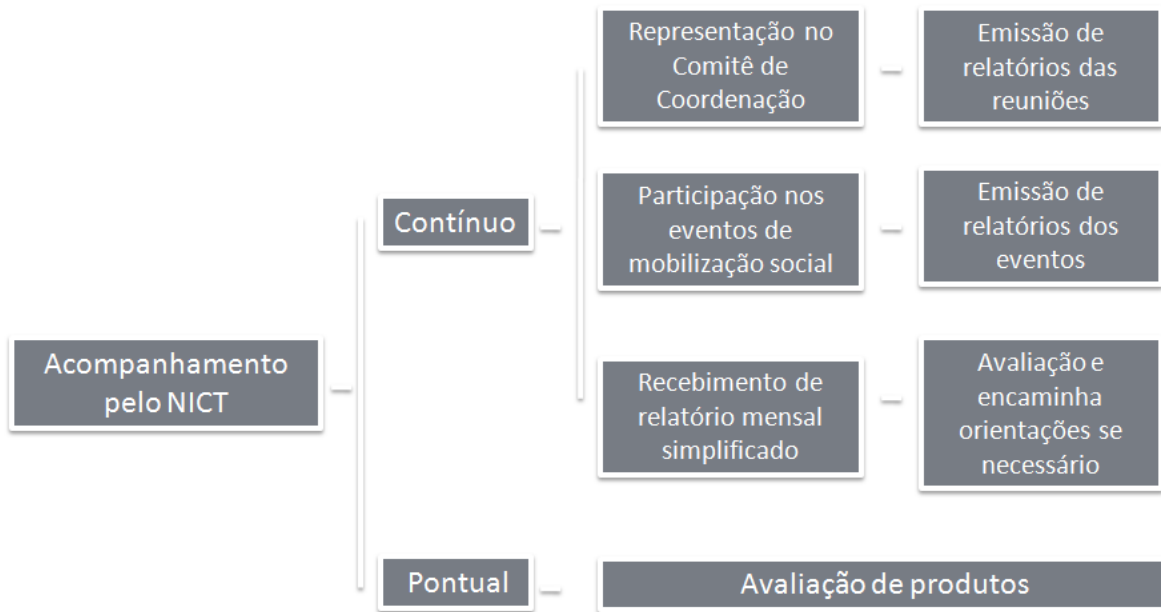 Acompanhamento
pelo NICT
Contínuo
Representação no
Comitê de
Coordenação
Emissão de
relatórios das
reuniões
Participação nos
eventos de
mobilização social
Emissão de
relatórios dos
eventos
Recebimento de
relatório mensal
simplificado
Avaliação e
encaminha
orientações se
necessário
Pontual
Avaliação de produtos